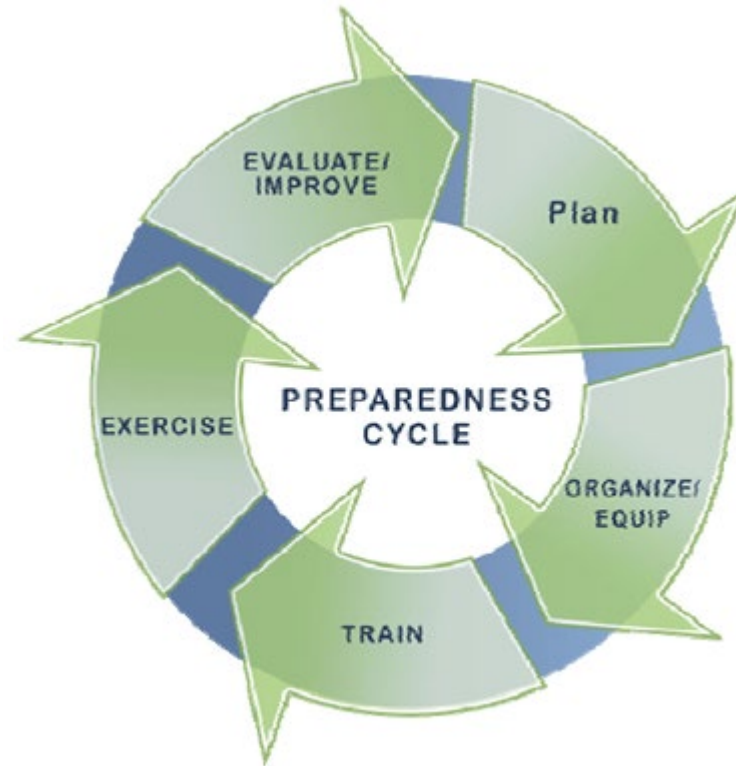 EVALUATE/
IMPROVE
Plan
PREPAREDNESS
CYCLE
EXERCISE
ORGANIZE/
EQUIP
TRAIN